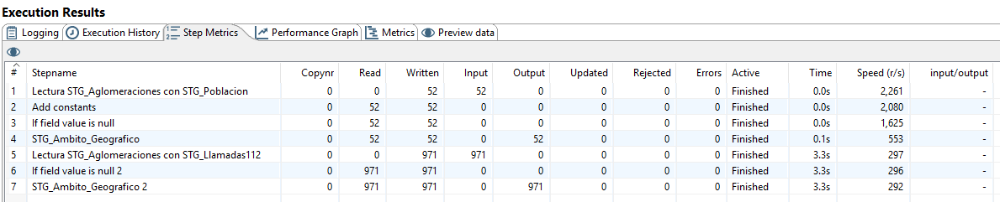 Execution Results
Logging Execution History Step Metrics Performance Graph Metrics Preview data
# Stepname Copynr Read Written Input Output Updated Rejected Errors Active Time Speed (r/s) input/output
1 Lectura STG_Aglomeraciones con STG_Poblacion 0 0 52 52 0 0 0 0 Finished 0.0s 2,261 -
2 Add constants 0 52 52 0 0 0 0 0 Finished 0.0s 2,080 -
3 If field value is null 0 52 52 0 0 0 0 0 Finished 0.0s 1,625 -
4 STG_Ambito_Geografico 0 52 52 0 52 0 0 0 Finished 0.1s 553 -
5 Lectura STG_Aglomeraciones con STG_Llamadas112 0 0 971 971 0 0 0 0 Finished 3.3s 297 -
6 If field value is null 2 0 971 971 0 0 0 0 0 Finished 3.3s 296 -
7 STG_Ambito_Geografico 2 0 971 971 0 971 0 0 0 Finished 3.3s 292 -